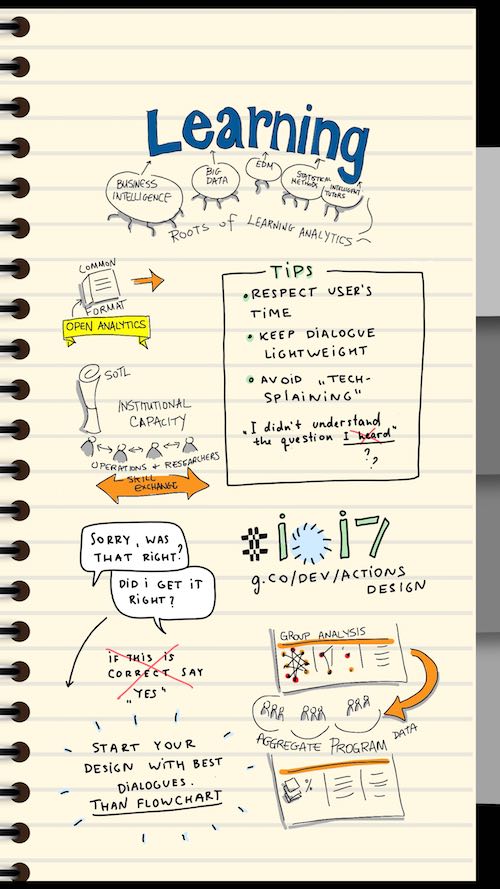 Learning
BUSINESS
INTELLIGENCE
BIG
DATA
EDM
STATISTICAL
METHODS
INTELLIGENT
TUTORS
ROOTS of LEARNING ANALYTICS
COMMON
FORMAT
OPEN ANALYTICS
SOTL
INSTITUTIONAL
CAPACITY
OPERATIONS + RESEARCHERS
SKILL
EXCHANGE
TiPS
RESPECT USER'S
TiME
KEEP DIALOGUE
LIGHTWEIGHT
AVOID "TECH-
SPLAINING"
"I didn't understand
the question I heard"
?
?
SORRY, WAS
THAT RIGHT?
DID i GET IT
RIGHT?
IF THIS IS
CORRECT SAY
"YES"
START YOUR
DESIGN WITH BEST
DIALOGUES.
THAN FLOWCHART
#io17
g.co/DEV/ACTIONS
DESIGN
GROUP ANALYSIS
AGGREGATE PROGRAM DATA
%